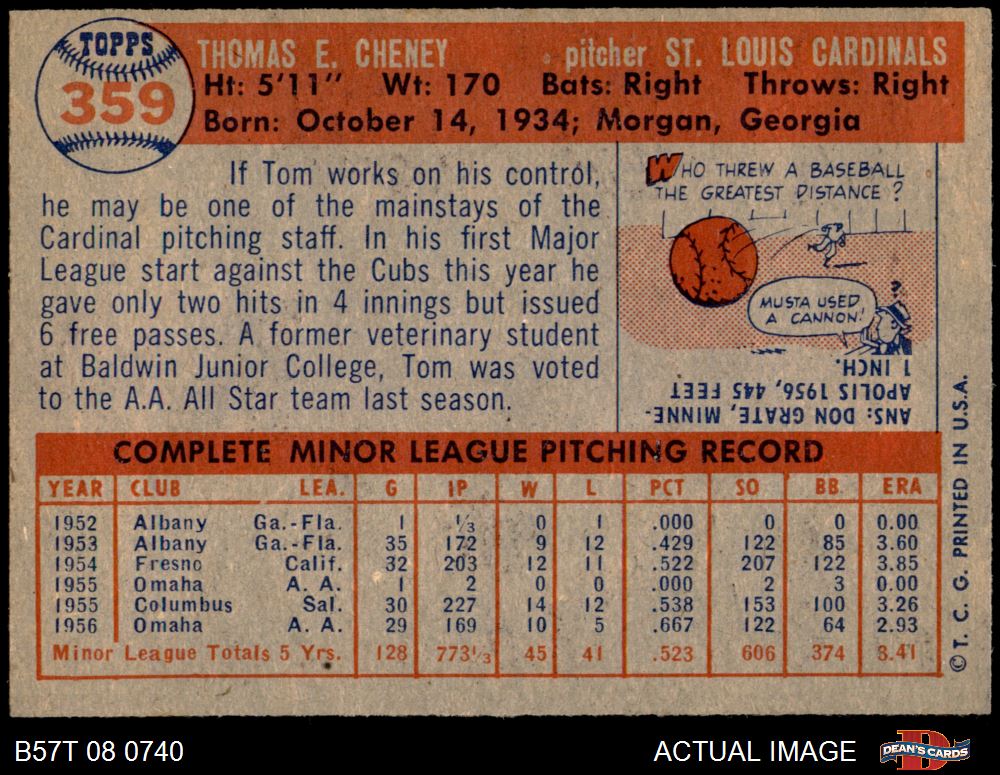 TOPPS
359
THOMAS E. CHENEY • pitcher ST. LOUIS CARDINALS
Ht: 5'11" Wt: 170 Bats: Right Throws: Right
Born: October 14, 1934; Morgan, Georgia
If Tom works on his control,
he may be one of the mainstays of the
Cardinal pitching staff. In his first Major
League start against the Cubs this year he
gave only two hits in 4 innings but issued
6 free passes. A former veterinary student
at Baldwin Junior College, Tom was voted
to the A.A. All Star team last season.
WHO THREW A BASEBALL
THE GREATEST DISTANCE?
MUSTA USED
A CANNON!
ANS: DON GRATE, MINNE-
APOLIS 1956, 445 FEET
1 INCH.
COMPLETE MINOR LEAGUE PITCHING RECORD
YEAR CLUB LEA. G IP W L PCT SO BB. ERA
1952 Albany Ga.-Fla. 1 1/3 0 1 .000 0 0 0.00
1953 Albany Ga.-Fla. 35 172 9 12 .429 122 85 3.60
1954 Fresno Calif. 32 203 12 11 .522 207 122 3.85
1955 Omaha A. A. 1 2 0 0 .000 2 3 0.00
1955 Columbus Sal. 30 227 14 12 .538 153 100 3.26
1956 Omaha A. A. 29 169 10 5 .667 122 64 2.93
Minor League Totals 5 Yrs. 128 773 1/3 45 41 .523 606 374 3.41
© T. C. G. PRINTED IN U.S.A.
B57T 08 0740
ACTUAL IMAGE
DEAN'S CARDS